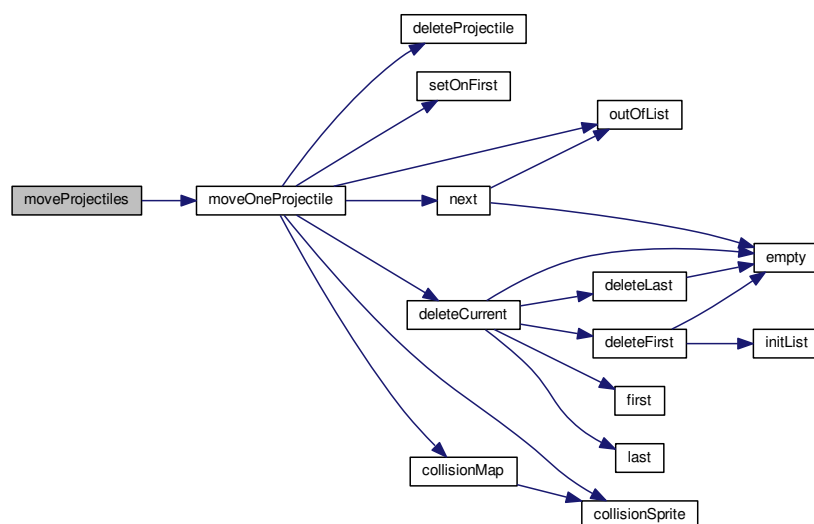 deleteProjectile
setOnFirst
outOfList
moveProjectiles
moveOneProjectile
next
empty
deleteLast
deleteCurrent
deleteFirst
initList
first
last
collisionMap
collisionSprite